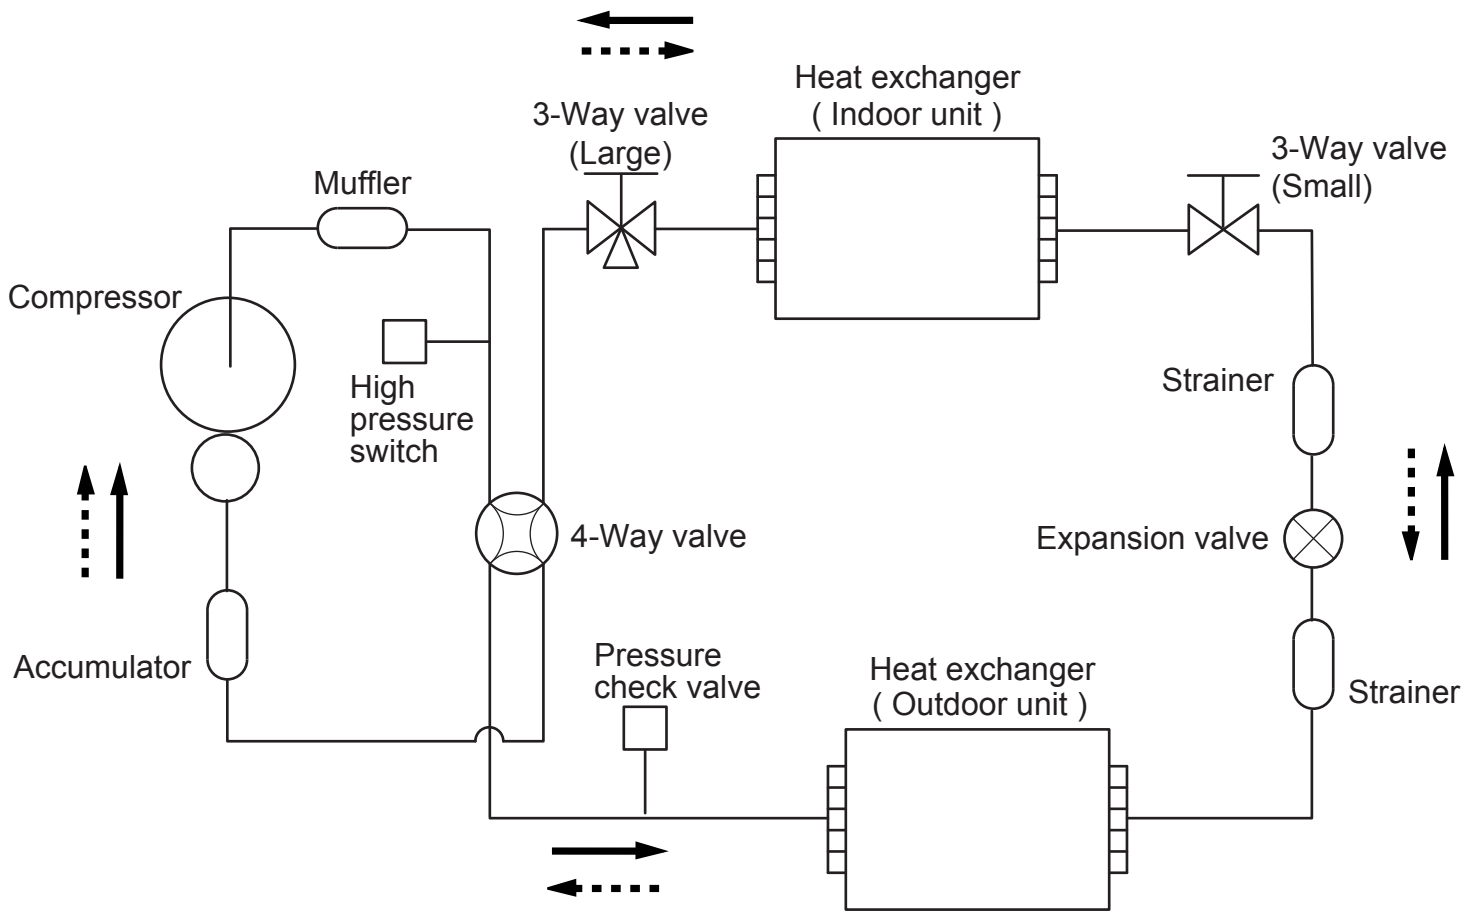 Heat exchanger
( Indoor unit )
3-Way valve
(Large)
3-Way valve
(Small)
Muffler
Compressor
High
pressure
switch
Strainer
4-Way valve
Expansion valve
Accumulator
Pressure
check valve
Heat exchanger
( Outdoor unit )
Strainer